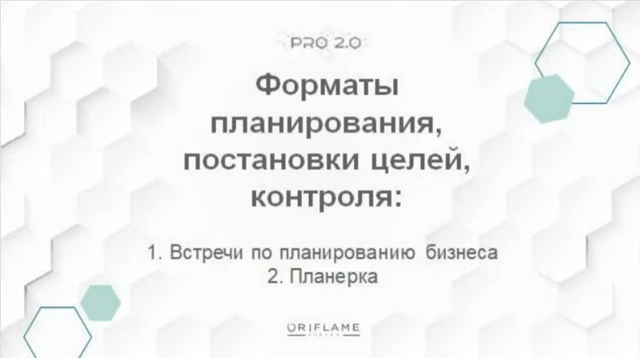 PRO 2.0
Форматы
планирования,
постановки целей,
контроля:
1. Встречи по планированию бизнеса
2. Планерка
ORIFLAME